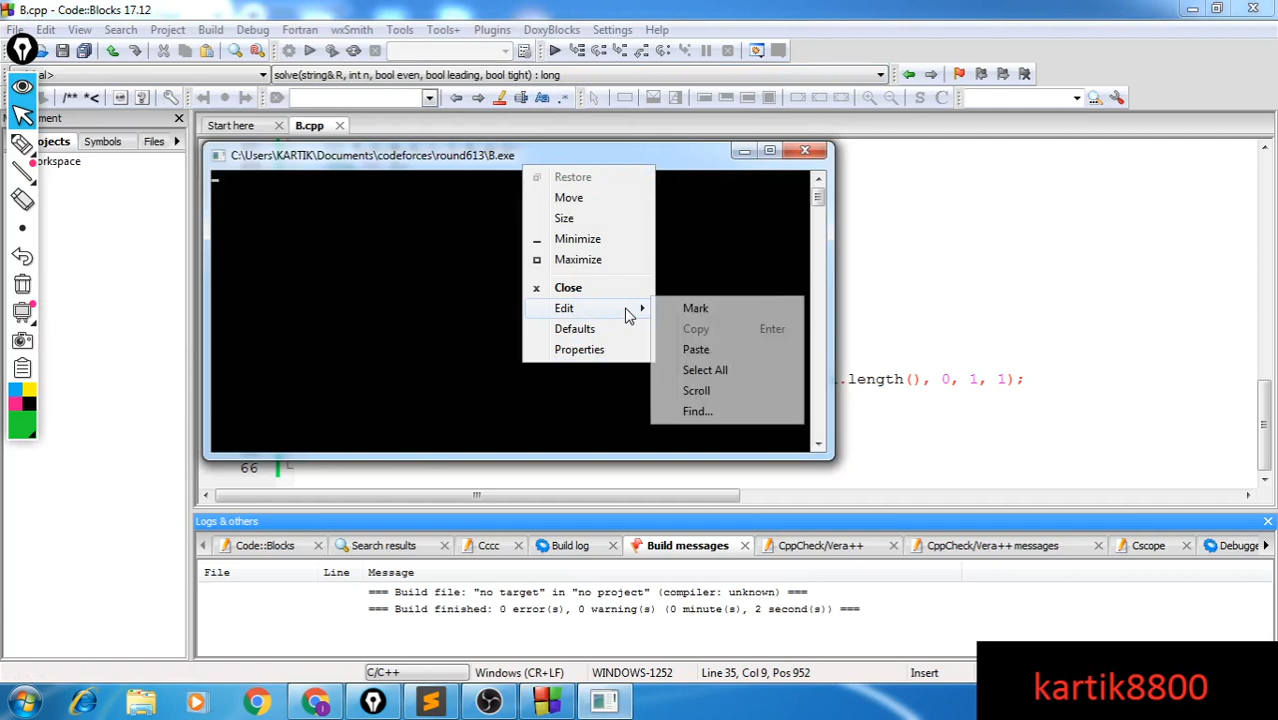 B.cpp - Code::Blocks 17.12
File Edit View Search Project Build Debug Fortran wxSmith Tools Tools+ Plugins DoxyBlocks Settings Help
al> solve(string& R, int n, bool even, bool leading, bool tight) : long
/** *<
Start here B.cpp
ojects Symbols Files
orkspace
C:\Users\KARTIK\Documents\codeforces\round613\B.exe
Restore
Move
Size
Minimize
Maximize
x Close
Edit
Defaults
Properties
Mark
Copy Enter
Paste
Select All
Scroll
Find...
.length(), 0, 1, 1);
66
Logs & others
Code::Blocks Search results Cccc Build log Build messages CppCheck/Vera++ CppCheck/Vera++ messages Cscope Debugge
File Line Message
=== Build file: "no target" in "no project" (compiler: unknown) ===
=== Build finished: 0 error(s), 0 warning(s) (0 minute(s), 2 second(s)) ===
C/C++ Windows (CR+LF) WINDOWS-1252 Line 35, Col 9, Pos 952 Insert
kartik8800